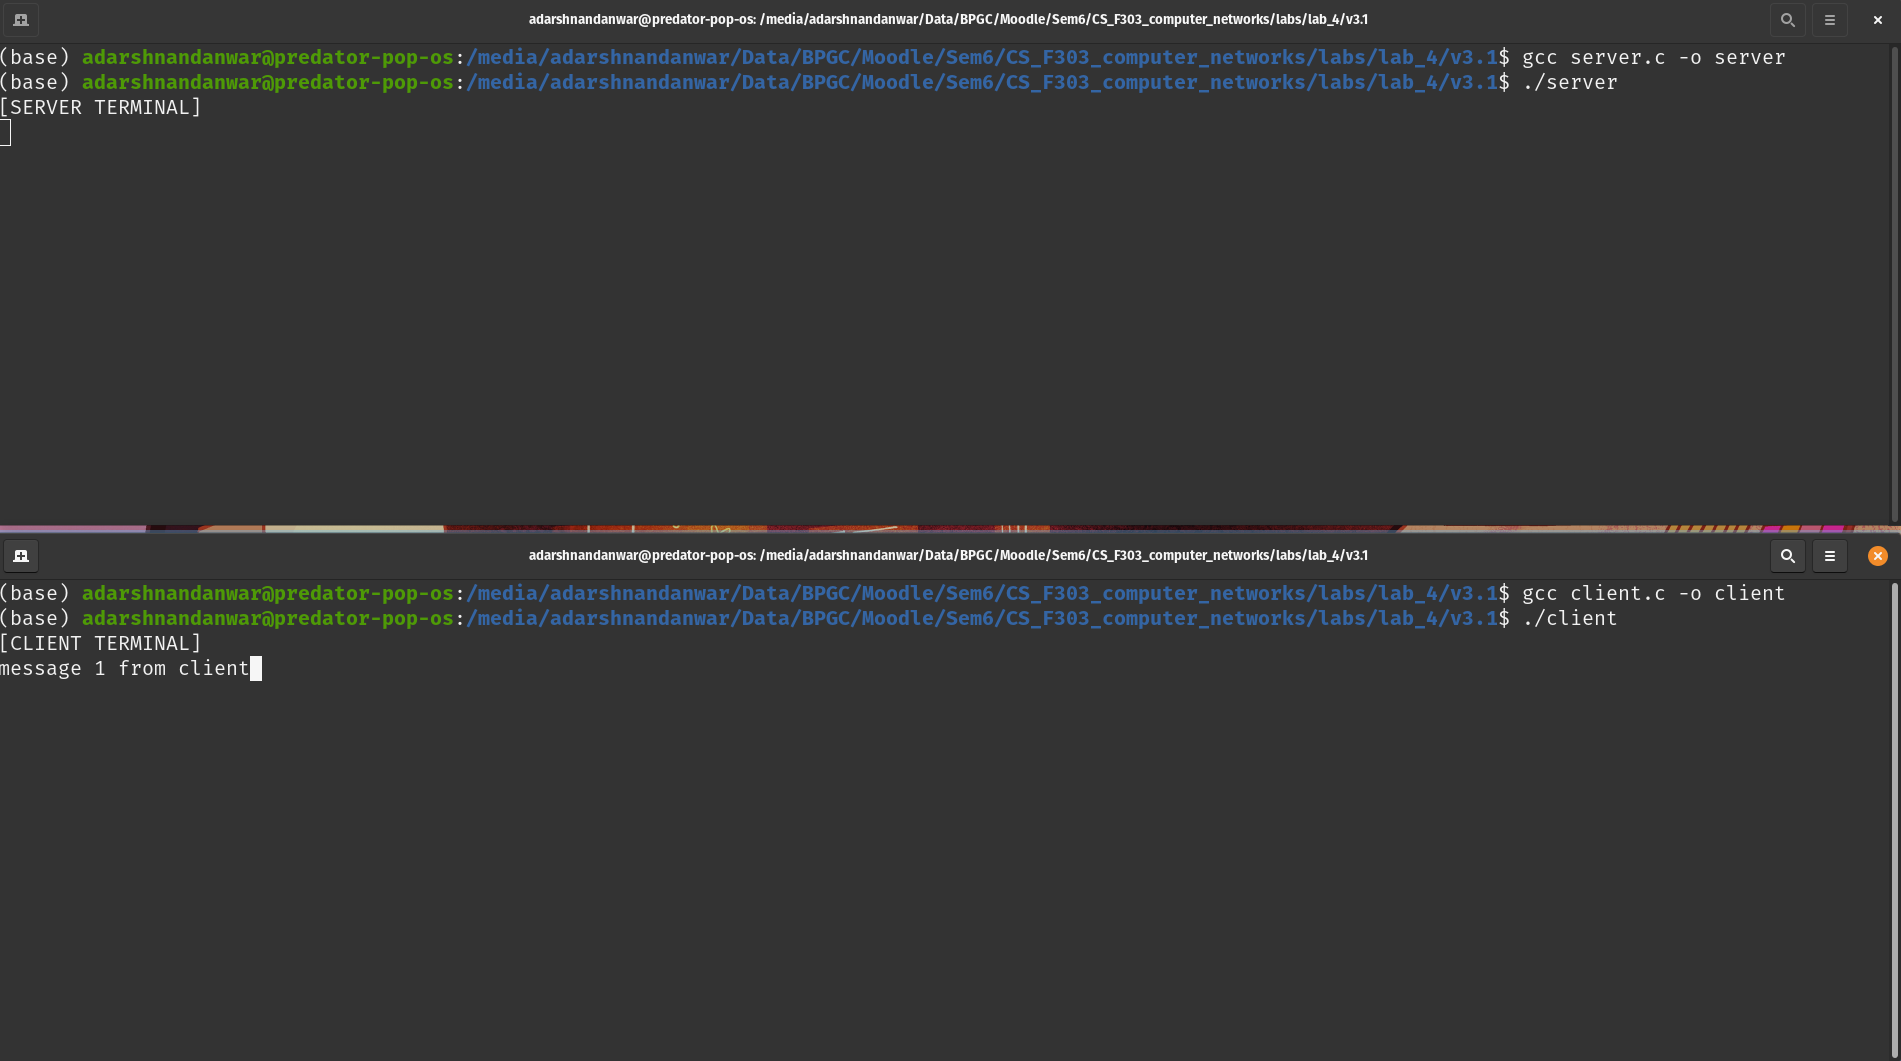 adarshnandanwar@predator-pop-os: /media/adarshnandanwar/Data/BPGC/Moodle/Sem6/CS_F303_computer_networks/labs/lab_4/v3.1
(base) adarshnandanwar@predator-pop-os:/media/adarshnandanwar/Data/BPGC/Moodle/Sem6/CS_F303_computer_networks/labs/lab_4/v3.1$ gcc server.c -o server
(base) adarshnandanwar@predator-pop-os:/media/adarshnandanwar/Data/BPGC/Moodle/Sem6/CS_F303_computer_networks/labs/lab_4/v3.1$ ./server
[SERVER TERMINAL]
adarshnandanwar@predator-pop-os: /media/adarshnandanwar/Data/BPGC/Moodle/Sem6/CS_F303_computer_networks/labs/lab_4/v3.1
(base) adarshnandanwar@predator-pop-os:/media/adarshnandanwar/Data/BPGC/Moodle/Sem6/CS_F303_computer_networks/labs/lab_4/v3.1$ gcc client.c -o client
(base) adarshnandanwar@predator-pop-os:/media/adarshnandanwar/Data/BPGC/Moodle/Sem6/CS_F303_computer_networks/labs/lab_4/v3.1$ ./client
[CLIENT TERMINAL]
message 1 from client